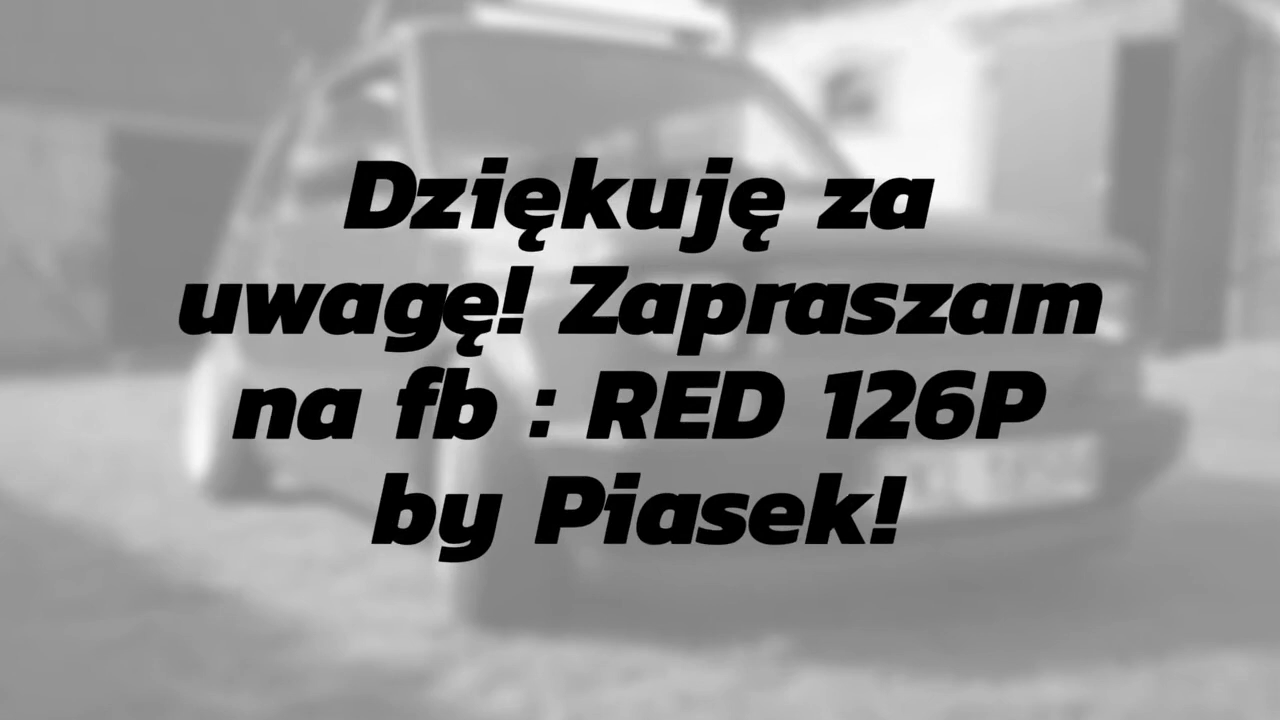 Dziękuję za
uwagę! Zapraszam
na fb : RED 126P
by Piasek!